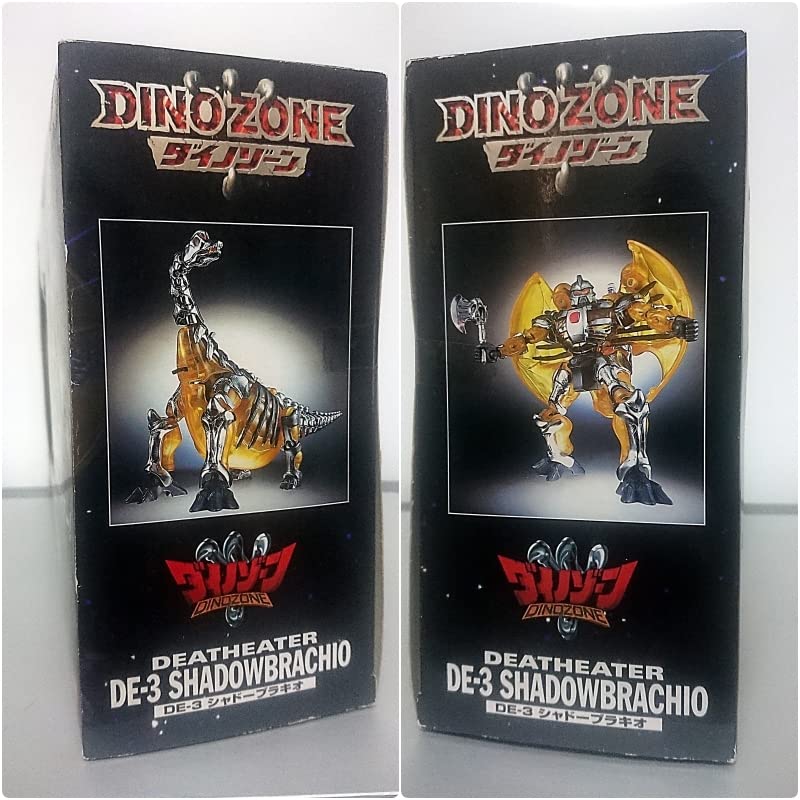 DINOZONE
ダイノゾーン
ダイノゾーン
DINOZONE
DEATHEATER
DE-3 SHADOWBRACHIO
DE-3 シャドーブラキオ
DINOZONE
ダイノゾーン
ダイノゾーン
DINOZONE
DEATHEATER
DE-3 SHADOWBRACHIO
DE-3 シャドーブラキオ